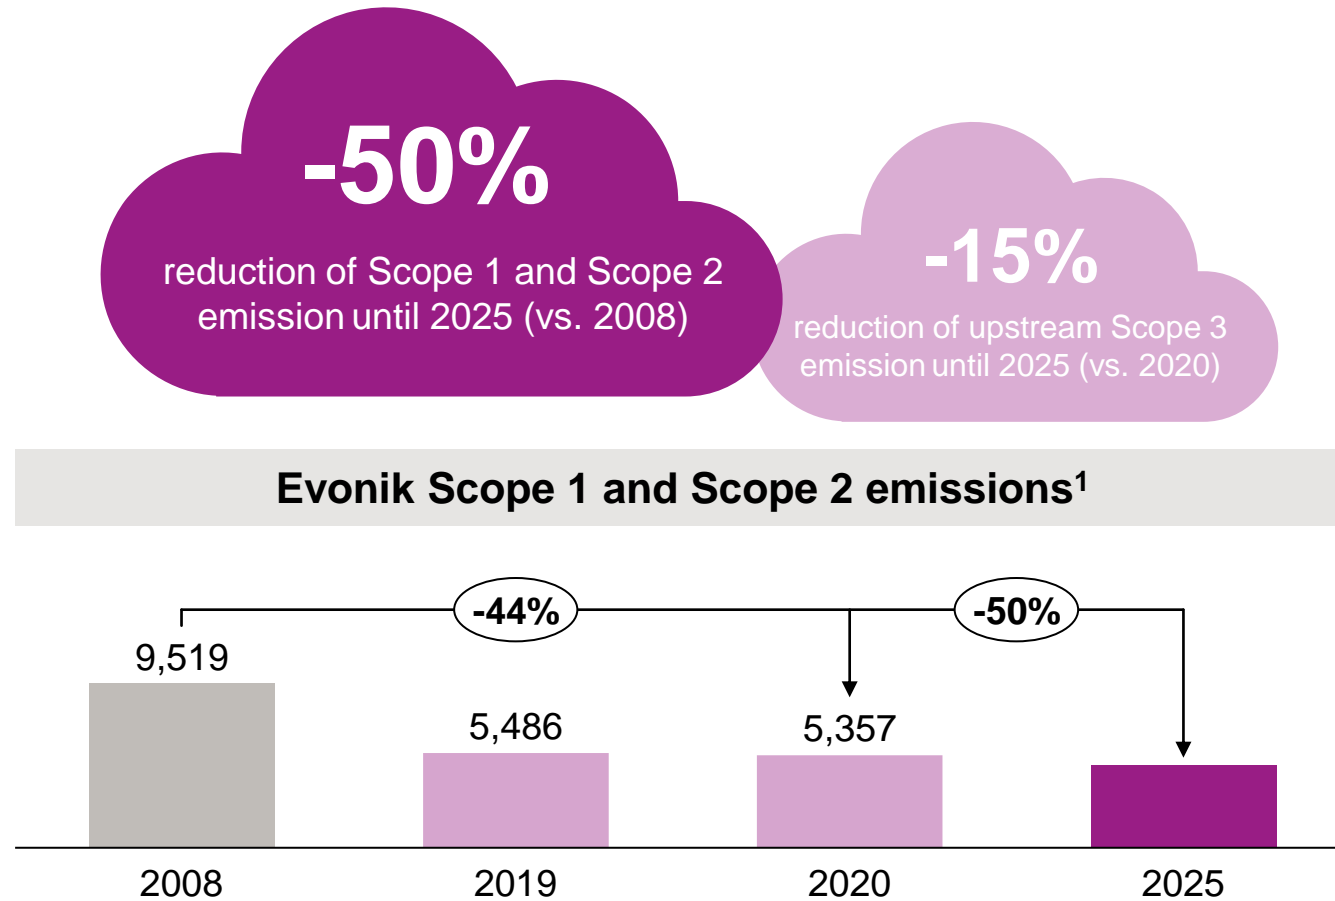 -50%
reduction of Scope 1 and Scope 2
emission until 2025 (vs. 2008)
-15%
reduction of upstream Scope 3
emission until 2025 (vs. 2020)
Evonik Scope 1 and Scope 2 emissions¹
-44%
-50%
9,519
5,486
5,357
2008
2019
2020
2025